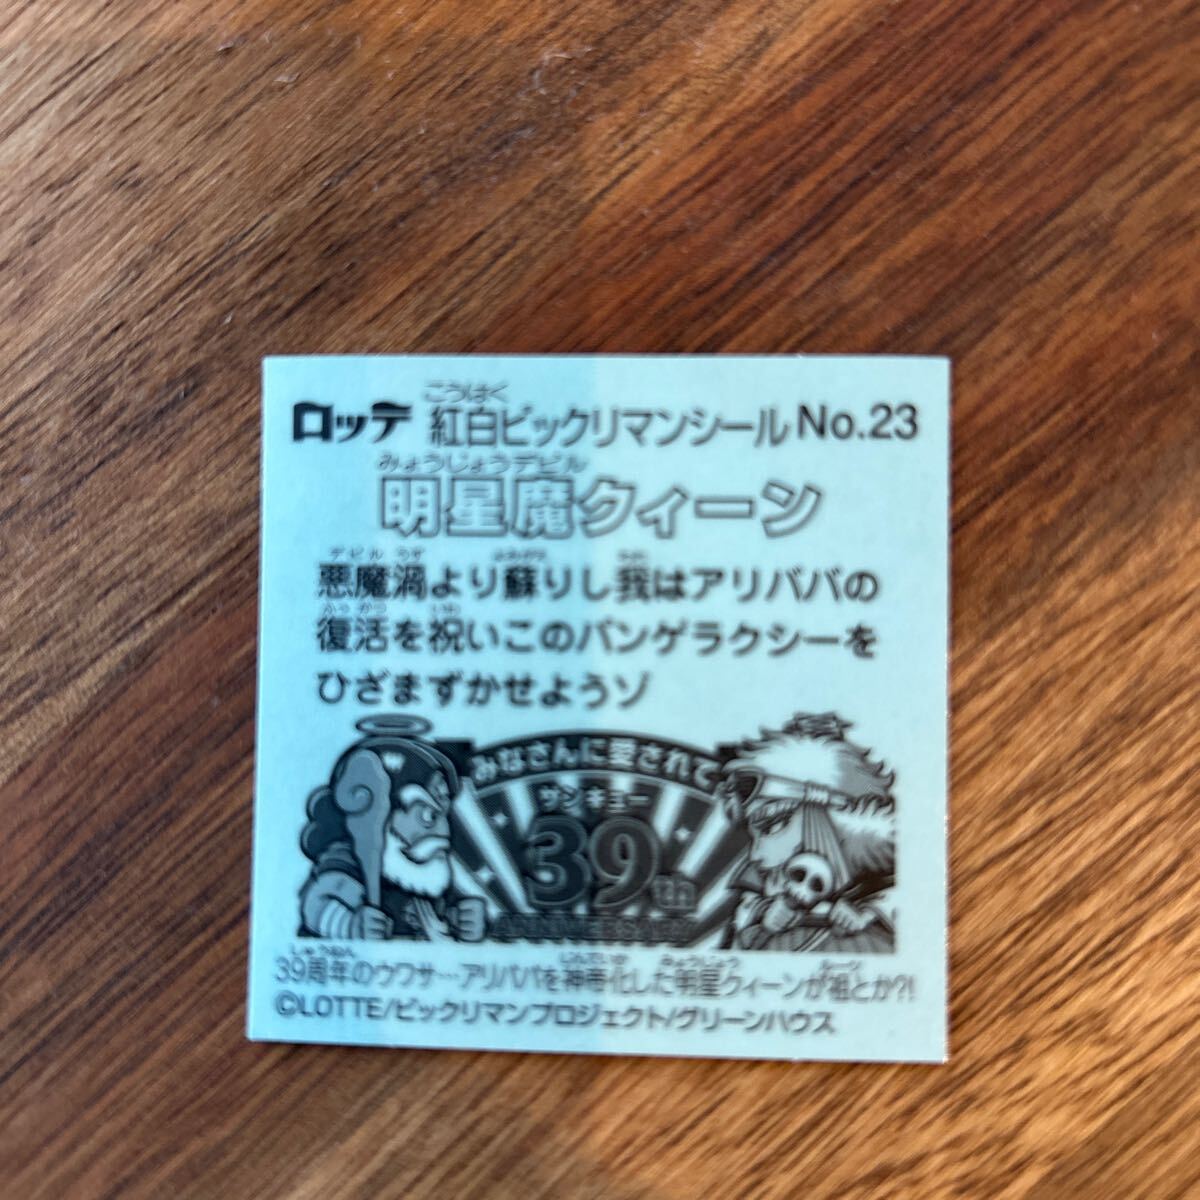 こうはく
ロッテ 紅白ビックリマンシール No.23
みょうじょうデビル
明星魔クィーン
デビル うず よみがえ われ
悪魔渦より蘇りし我はアリババの
ふっかつ いわ
復活を祝いこのパンゲラクシーを
ひざまずかせようゾ
みなさんに愛されて
サンキュー
39th
ANNIVERSARY
しゅうねん しんていか みょうじょう ルーツ
39周年のウワサ…アリババを神帝化した明星クィーンが祖とか?!
©LOTTE/ビックリマンプロジェクト/グリーンハウス